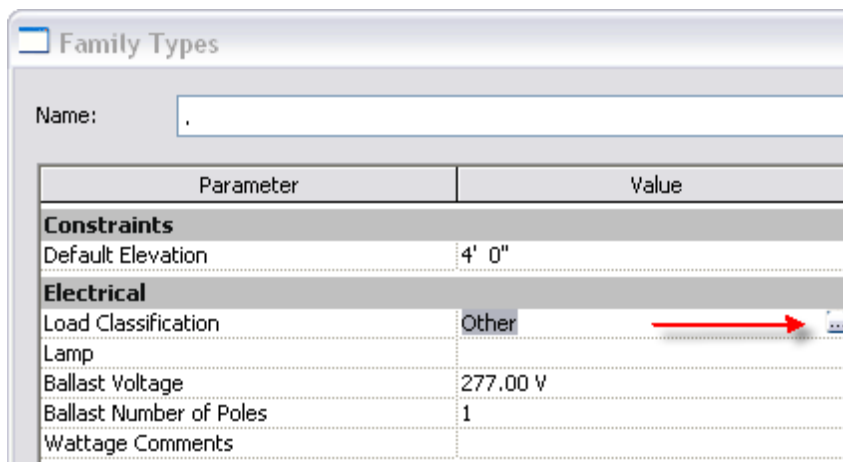 Family Types
Name: .
Parameter Value
Constraints
Default Elevation 4' 0"
Electrical
Load Classification Other ...
Lamp
Ballast Voltage 277.00 V
Ballast Number of Poles 1
Wattage Comments